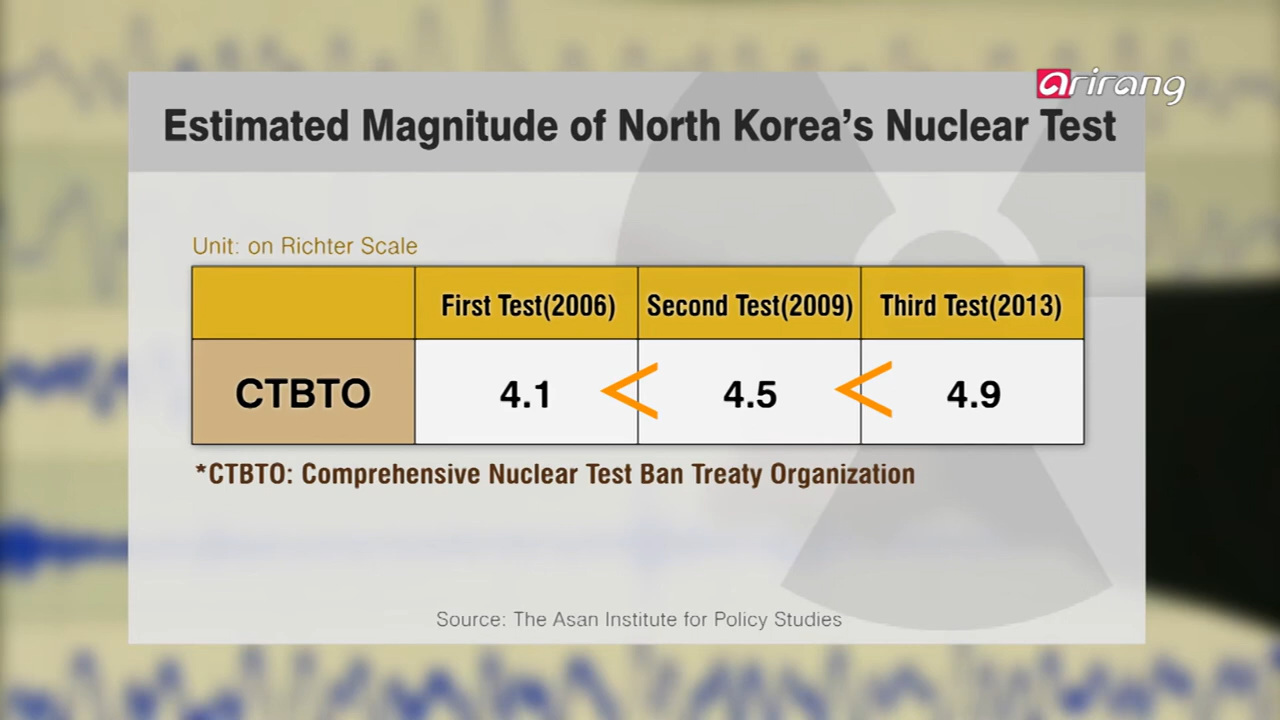 arirang
Estimated Magnitude of North Korea's Nuclear Test
Unit: on Richter Scale
First Test(2006) Second Test(2009) Third Test(2013)
CTBTO 4.1 < 4.5 < 4.9
*CTBTO: Comprehensive Nuclear Test Ban Treaty Organization
Source: The Asan Institute for Policy Studies